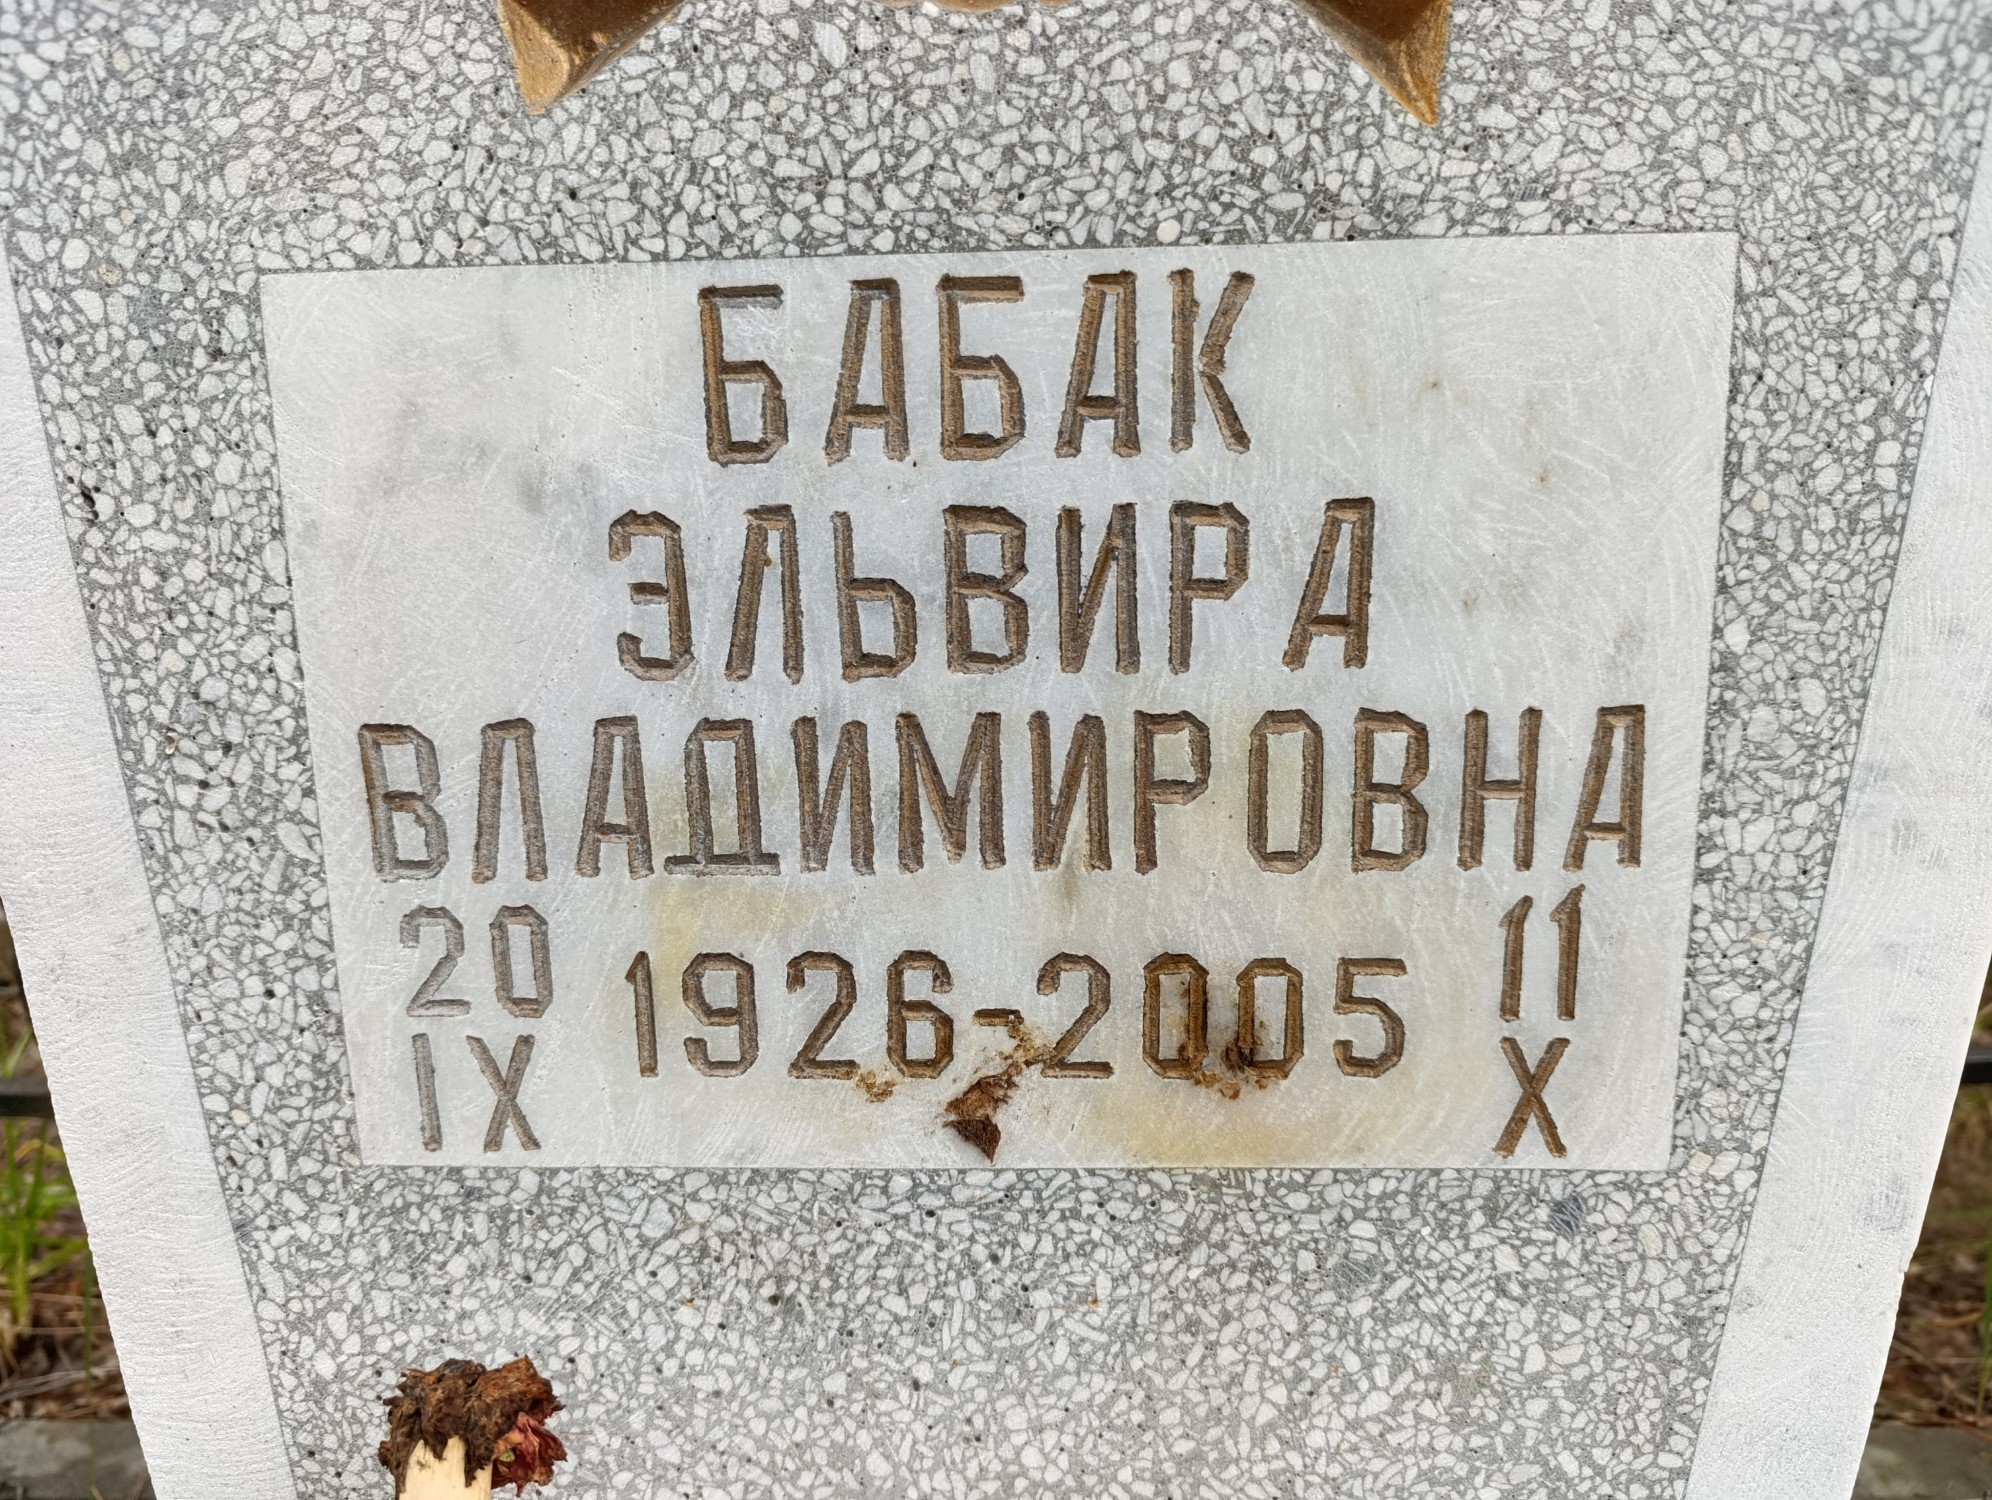 БАБАК
ЭЛЬВИРА
ВЛАДИМИРОВНА
20 11
1926-2005
IX X